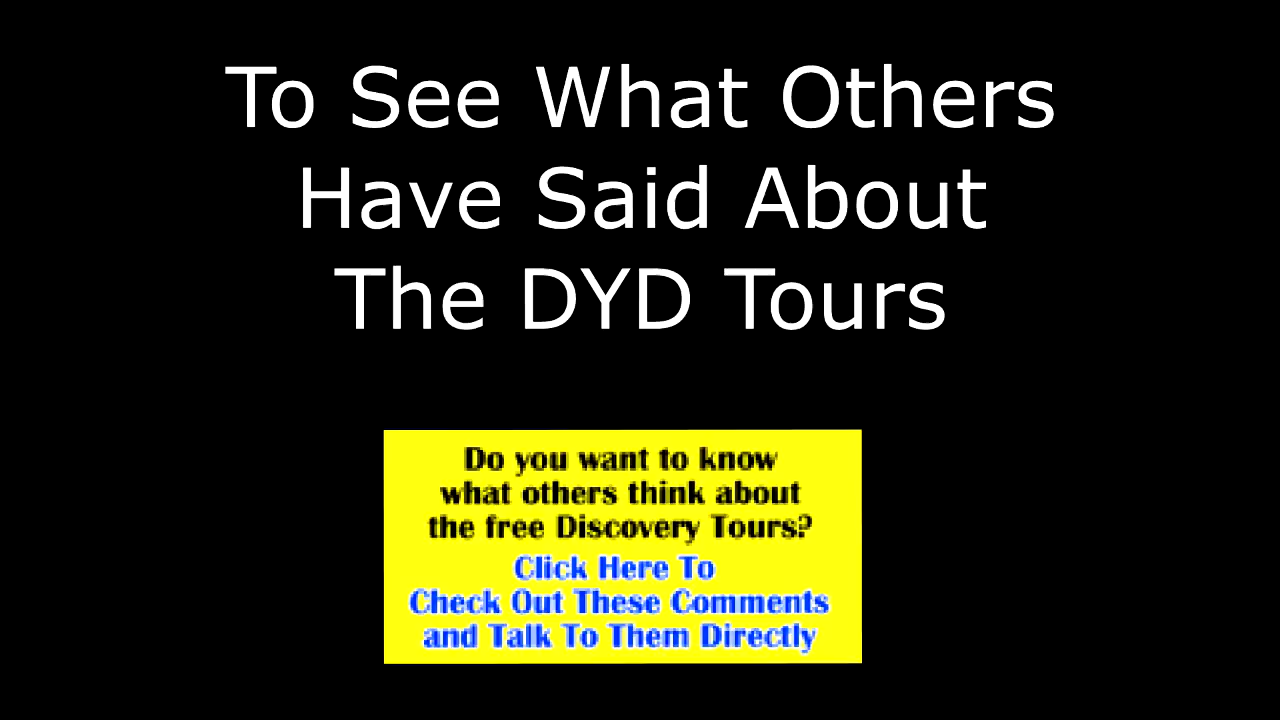 To See What Others
Have Said About
The DYD Tours
Do you want to know
what others think about
the free Discovery Tours?
Click Here To
Check Out These Comments
and Talk To Them Directly